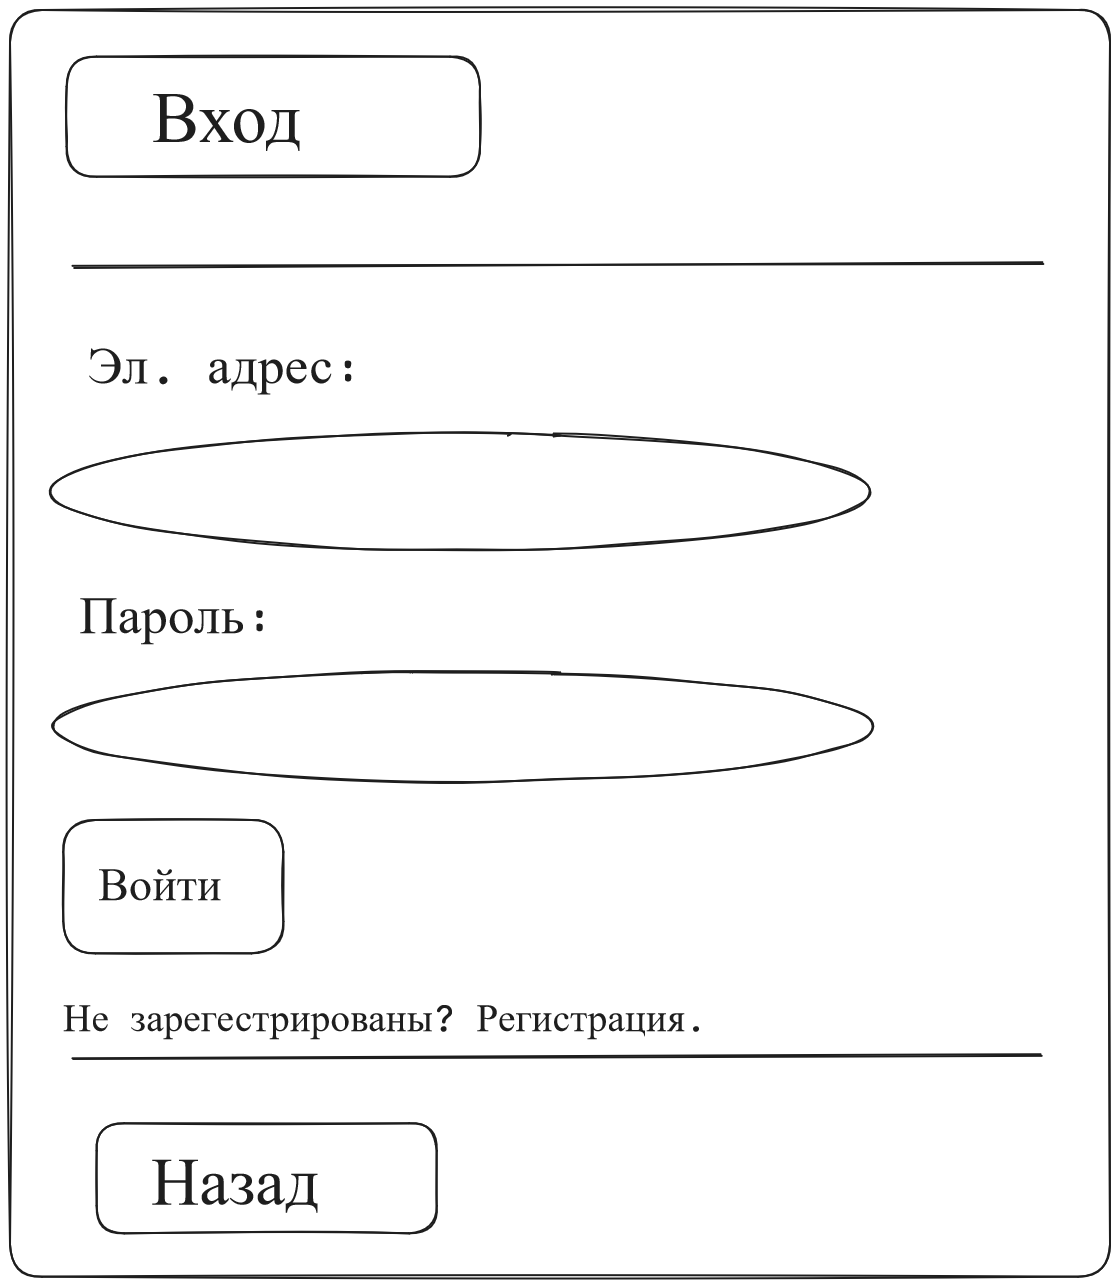 Вход
Эл. адрес:
Пароль:
Войти
Не зарегестрированы? Регистрация.
Назад